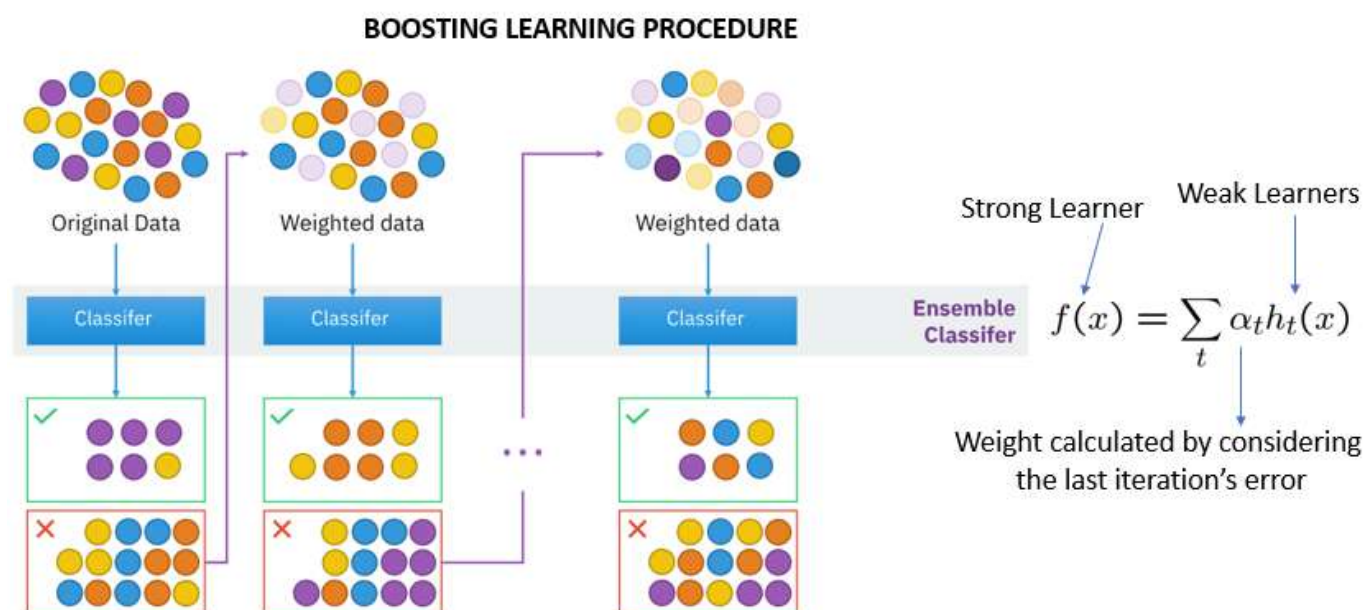 BOOSTING LEARNING PROCEDURE
Original Data
Weighted data
Weighted data
Classifer
Classifer
Classifer
Ensemble
Classifer
Strong Learner
Weak Learners
f(x) = ∑ₜ αₜhₜ(x)
Weight calculated by considering
the last iteration's error